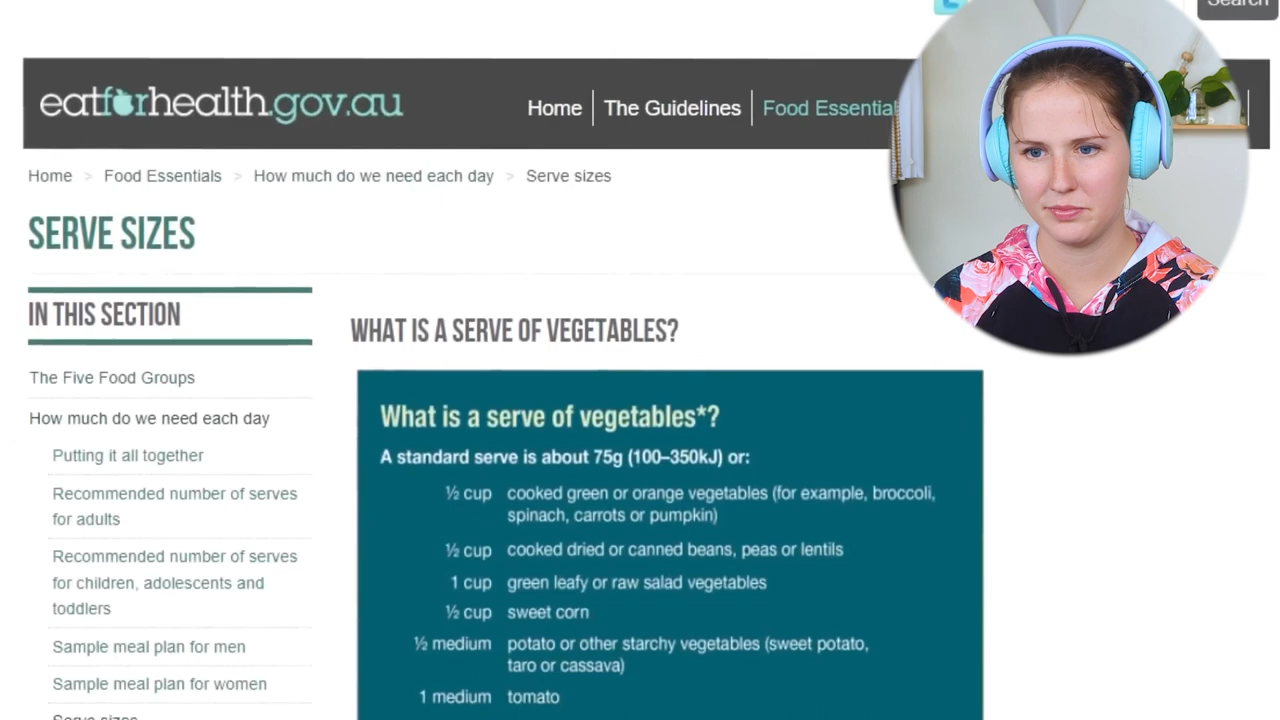 Search
eatforhealth.gov.au
Home
The Guidelines
Food Essential
Home > Food Essentials > How much do we need each day > Serve sizes
SERVE SIZES
IN THIS SECTION
The Five Food Groups
How much do we need each day
Putting it all together
Recommended number of serves
for adults
Recommended number of serves
for children, adolescents and
toddlers
Sample meal plan for men
Sample meal plan for women
Serve sizes
WHAT IS A SERVE OF VEGETABLES?
What is a serve of vegetables*?
A standard serve is about 75g (100–350kJ) or:
½ cup cooked green or orange vegetables (for example, broccoli,
spinach, carrots or pumpkin)
½ cup cooked dried or canned beans, peas or lentils
1 cup green leafy or raw salad vegetables
½ cup sweet corn
½ medium potato or other starchy vegetables (sweet potato,
taro or cassava)
1 medium tomato